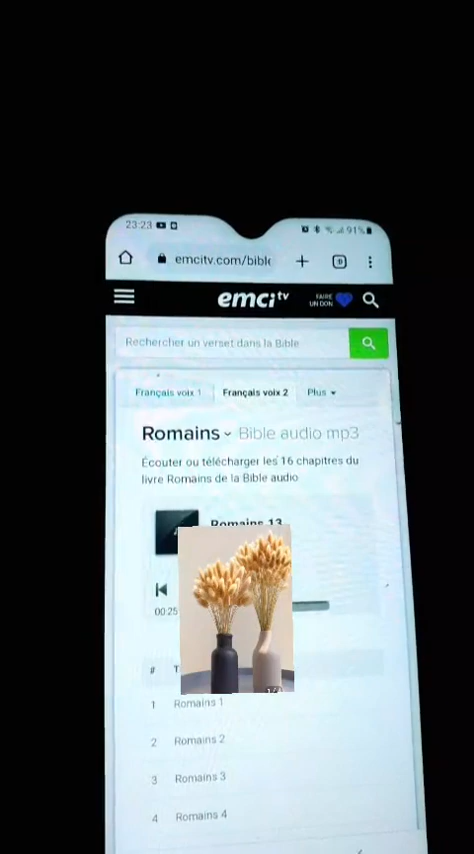 23:23
91%
emcitv.com/bible
+
emci tv
FAIRE
UN DON
Rechercher un verset dans la Bible
Français voix 1 Français voix 2 Plus
Romains Bible audio mp3
Écouter ou télécharger les 16 chapitres du
livre Romains de la Bible audio
Romains 13
00:25
# T
1 Romains 1
2 Romains 2
3 Romains 3
4 Romains 4